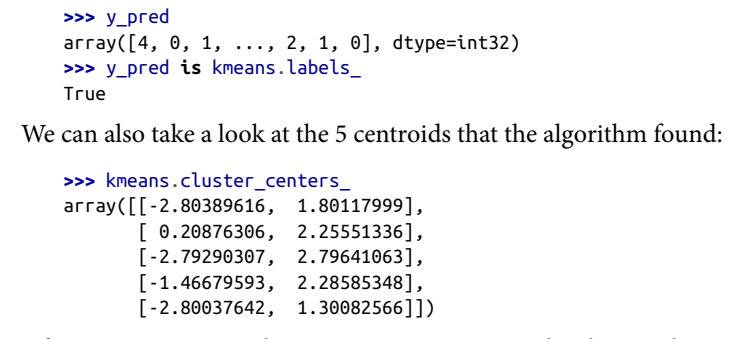 >>> y_pred
array([4, 0, 1, ..., 2, 1, 0], dtype=int32)
>>> y_pred is kmeans.labels_
True
We can also take a look at the 5 centroids that the algorithm found:
>>> kmeans.cluster_centers_
array([[-2.80389616,  1.80117999],
       [ 0.20876306,  2.25551336],
       [-2.79290307,  2.79641063],
       [-1.46679593,  2.28585348],
       [-2.80037642,  1.30082566]])